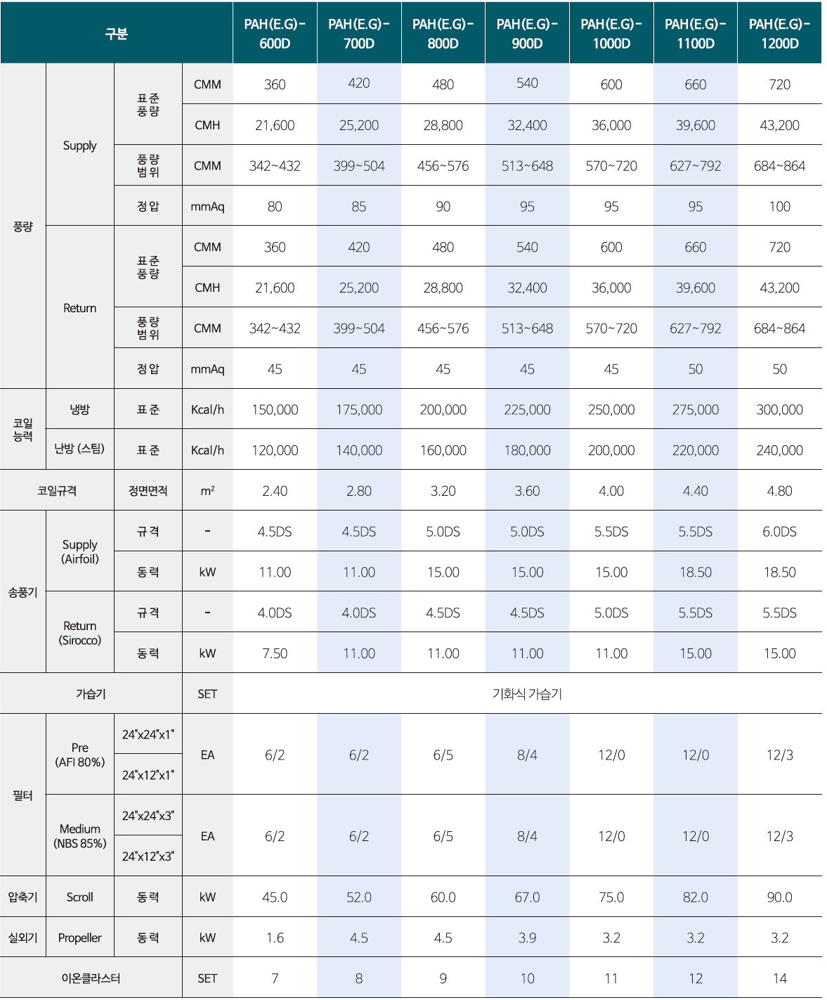 구분 PAH(E.G)- PAH(E.G)- PAH(E.G)- PAH(E.G)- PAH(E.G)- PAH(E.G)- PAH(E.G)-
600D 700D 800D 900D 1000D 1100D 1200D
풍량 Supply 표준 풍량 CMM 360 420 480 540 600 660 720
CMH 21,600 25,200 28,800 32,400 36,000 39,600 43,200
풍량 범위 CMM 342~432 399~504 456~576 513~648 570~720 627~792 684~864
정압 mmAq 80 85 90 95 95 95 100
Return 표준 풍량 CMM 360 420 480 540 600 660 720
CMH 21,600 25,200 28,800 32,400 36,000 39,600 43,200
풍량 범위 CMM 342~432 399~504 456~576 513~648 570~720 627~792 684~864
정압 mmAq 45 45 45 45 45 50 50
코일 능력 냉방 표준 Kcal/h 150,000 175,000 200,000 225,000 250,000 275,000 300,000
난방 (스팀) 표준 Kcal/h 120,000 140,000 160,000 180,000 200,000 220,000 240,000
코일규격 정면면적 m² 2.40 2.80 3.20 3.60 4.00 4.40 4.80
송풍기 Supply (Airfoil) 규격 - 4.5DS 4.5DS 5.0DS 5.0DS 5.5DS 5.5DS 6.0DS
동력 kW 11.00 11.00 15.00 15.00 15.00 18.50 18.50
Return (Sirocco) 규격 - 4.0DS 4.0DS 4.5DS 4.5DS 5.0DS 5.5DS 5.5DS
동력 kW 7.50 11.00 11.00 11.00 11.00 15.00 15.00
가습기 SET 기화식 가습기
필터 Pre (AFI 80%) 24"x24"x1" EA 6/2 6/2 6/5 8/4 12/0 12/0 12/3
24"x12"x1"
Medium (NBS 85%) 24"x24"x3" EA 6/2 6/2 6/5 8/4 12/0 12/0 12/3
24"x12"x3"
압축기 Scroll 동력 kW 45.0 52.0 60.0 67.0 75.0 82.0 90.0
실외기 Propeller 동력 kW 1.6 4.5 4.5 3.9 3.2 3.2 3.2
이온클라스터 SET 7 8 9 10 11 12 14